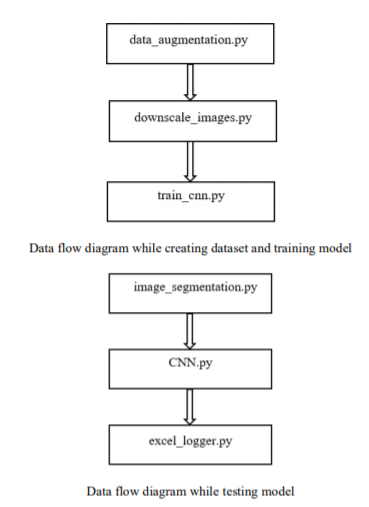 data_augmentation.py
downscale_images.py
train_cnn.py
Data flow diagram while creating dataset and training model
image_segmentation.py
CNN.py
excel_logger.py
Data flow diagram while testing model